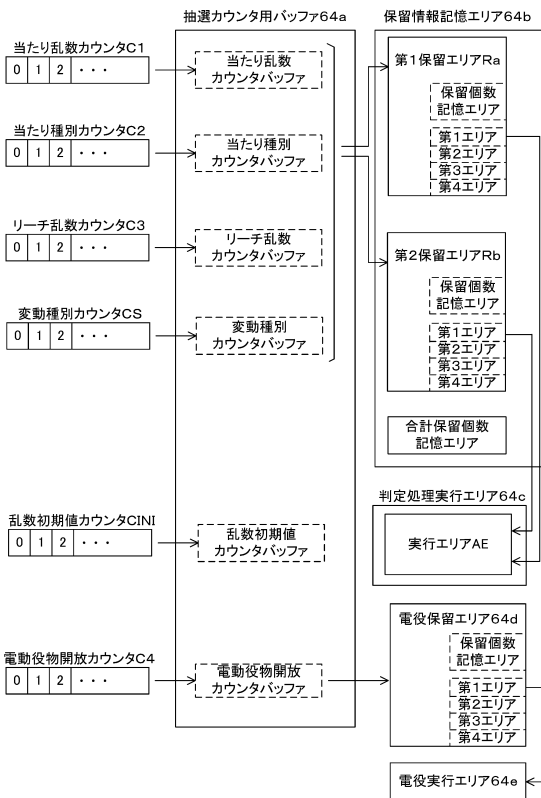 抽選カウンタ用バッファ64a
保留情報記憶エリア64b
当たり乱数カウンタC1
0 1 2 ・・・
当たり乱数
カウンタバッファ
当たり種別カウンタC2
0 1 2 ・・・
当たり種別
カウンタバッファ
リーチ乱数カウンタC3
0 1 2 ・・・
リーチ乱数
カウンタバッファ
変動種別カウンタCS
0 1 2 ・・・
変動種別
カウンタバッファ
乱数初期値カウンタCINI
0 1 2 ・・・
乱数初期値
カウンタバッファ
電動役物開放カウンタC4
0 1 2 ・・・
電動役物開放
カウンタバッファ
第1保留エリアRa
保留個数
記憶エリア
第1エリア
第2エリア
第3エリア
第4エリア
第2保留エリアRb
保留個数
記憶エリア
第1エリア
第2エリア
第3エリア
第4エリア
合計保留個数
記憶エリア
判定処理実行エリア64c
実行エリアAE
電役保留エリア64d
保留個数
記憶エリア
第1エリア
第2エリア
第3エリア
第4エリア
電役実行エリア64e